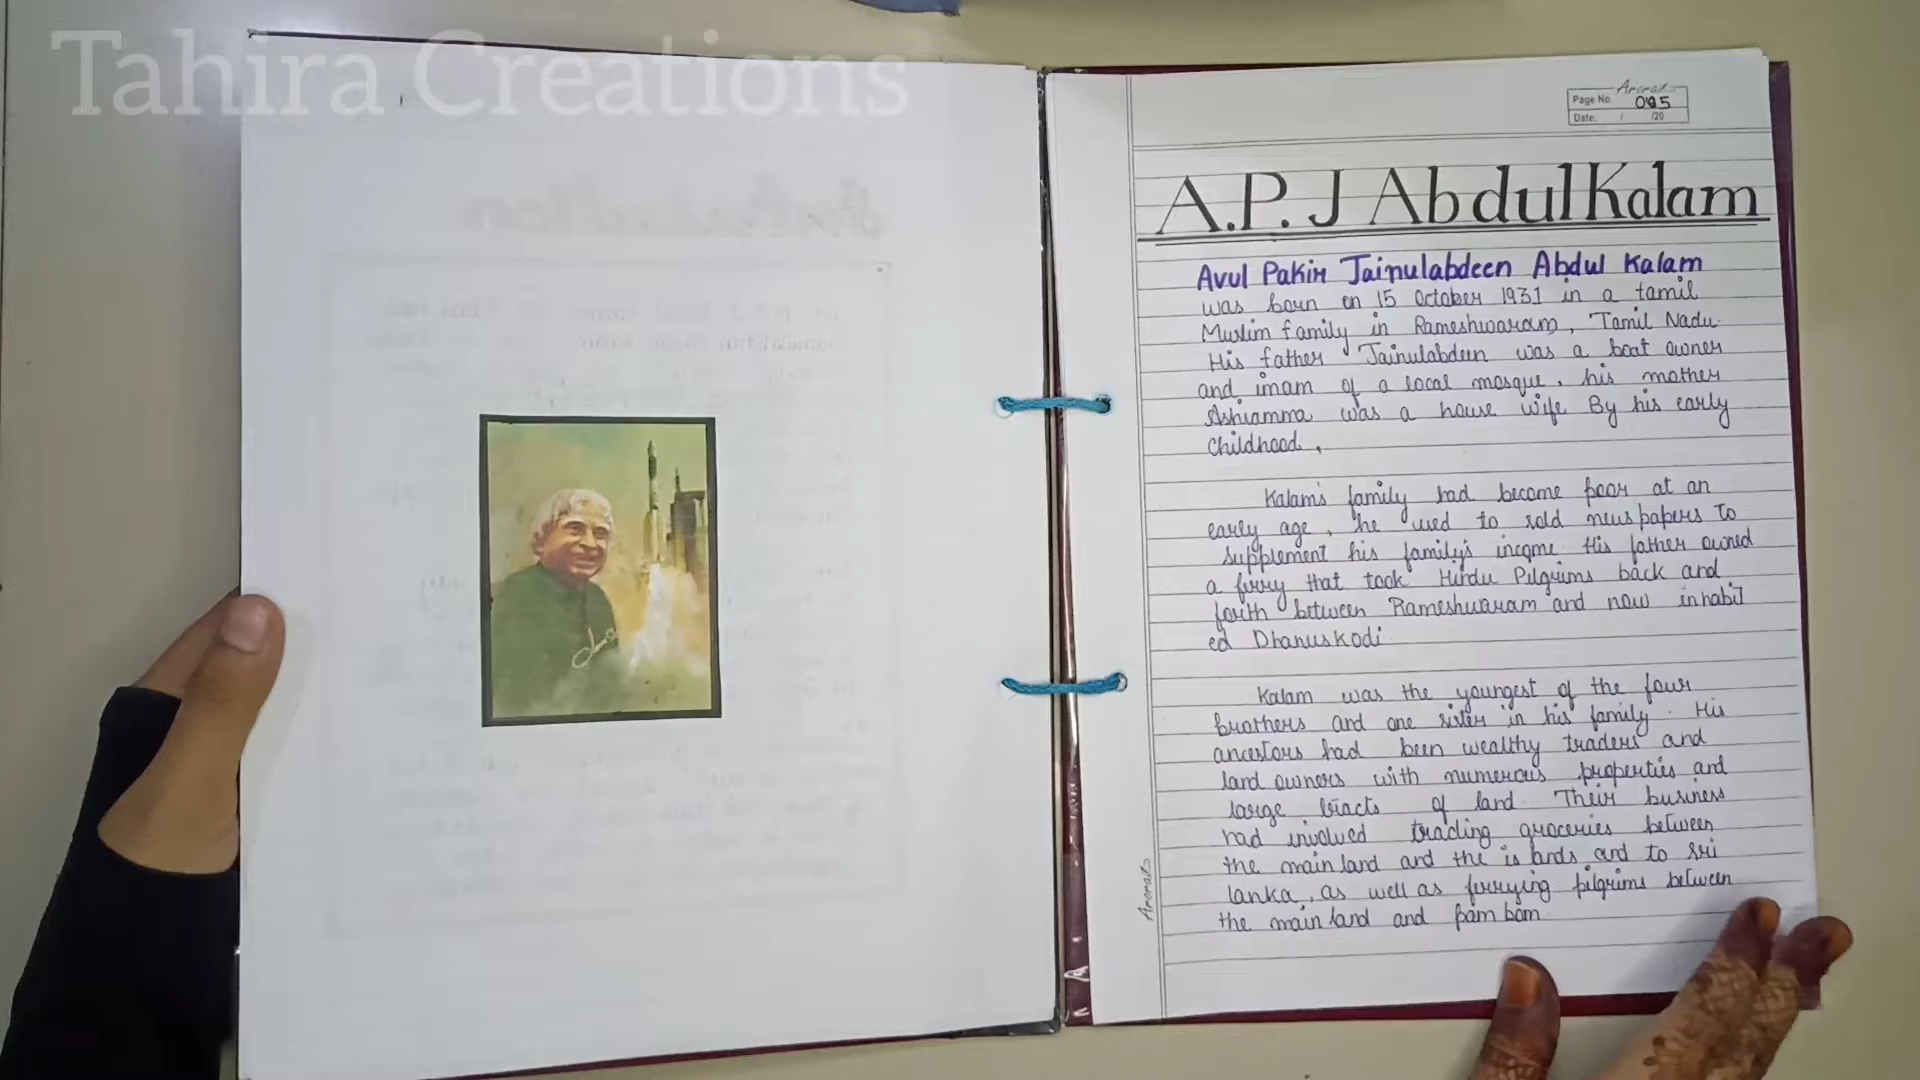 Tahira Creations
Aroras
Page No. 005
Date: / /20
A.P.J Abdul Kalam
Avul Pakir Jainulabdeen Abdul Kalam
was born on 15 October 1931 in a tamil
Muslim family in Rameshwaram, Tamil Nadu.
His father Jainulabdeen was a boat owner
and imam of a local mosque, his mother
Ashiamma was a house wife By his early
childhood,
Kalam's family had become poor at an
early age, he used to sold newspapers to
supplement his family's income. His father owned
a ferry that took Hindu Pilgrims back and
forth between Rameshwaram and now inhabit
ed Dhanuskodi
Kalam was the youngest of the four
brothers and one sister in his family. His
ancestors had been wealthy traders and
land owners with numerous properties and
large tracts of land Their business
had involved trading groceries between
the main land and the islands and to sri
lanka, as well as ferrying pilgrims between
the main land and pambam
Aroras